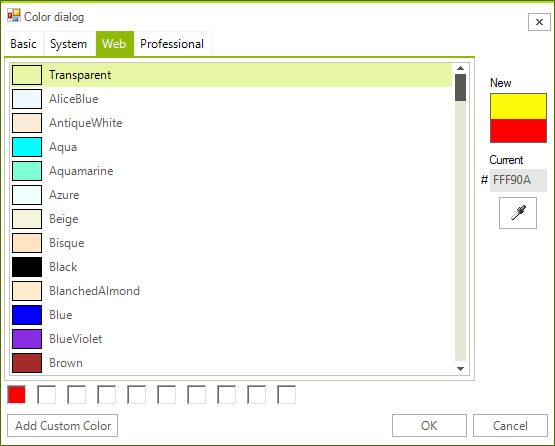 Color dialog
Basic System Web Professional
Transparent
AliceBlue
AntiqueWhite
Aqua
Aquamarine
Azure
Beige
Bisque
Black
BlanchedAlmond
Blue
BlueViolet
Brown
New
Current
# FFF90A
Add Custom Color OK Cancel